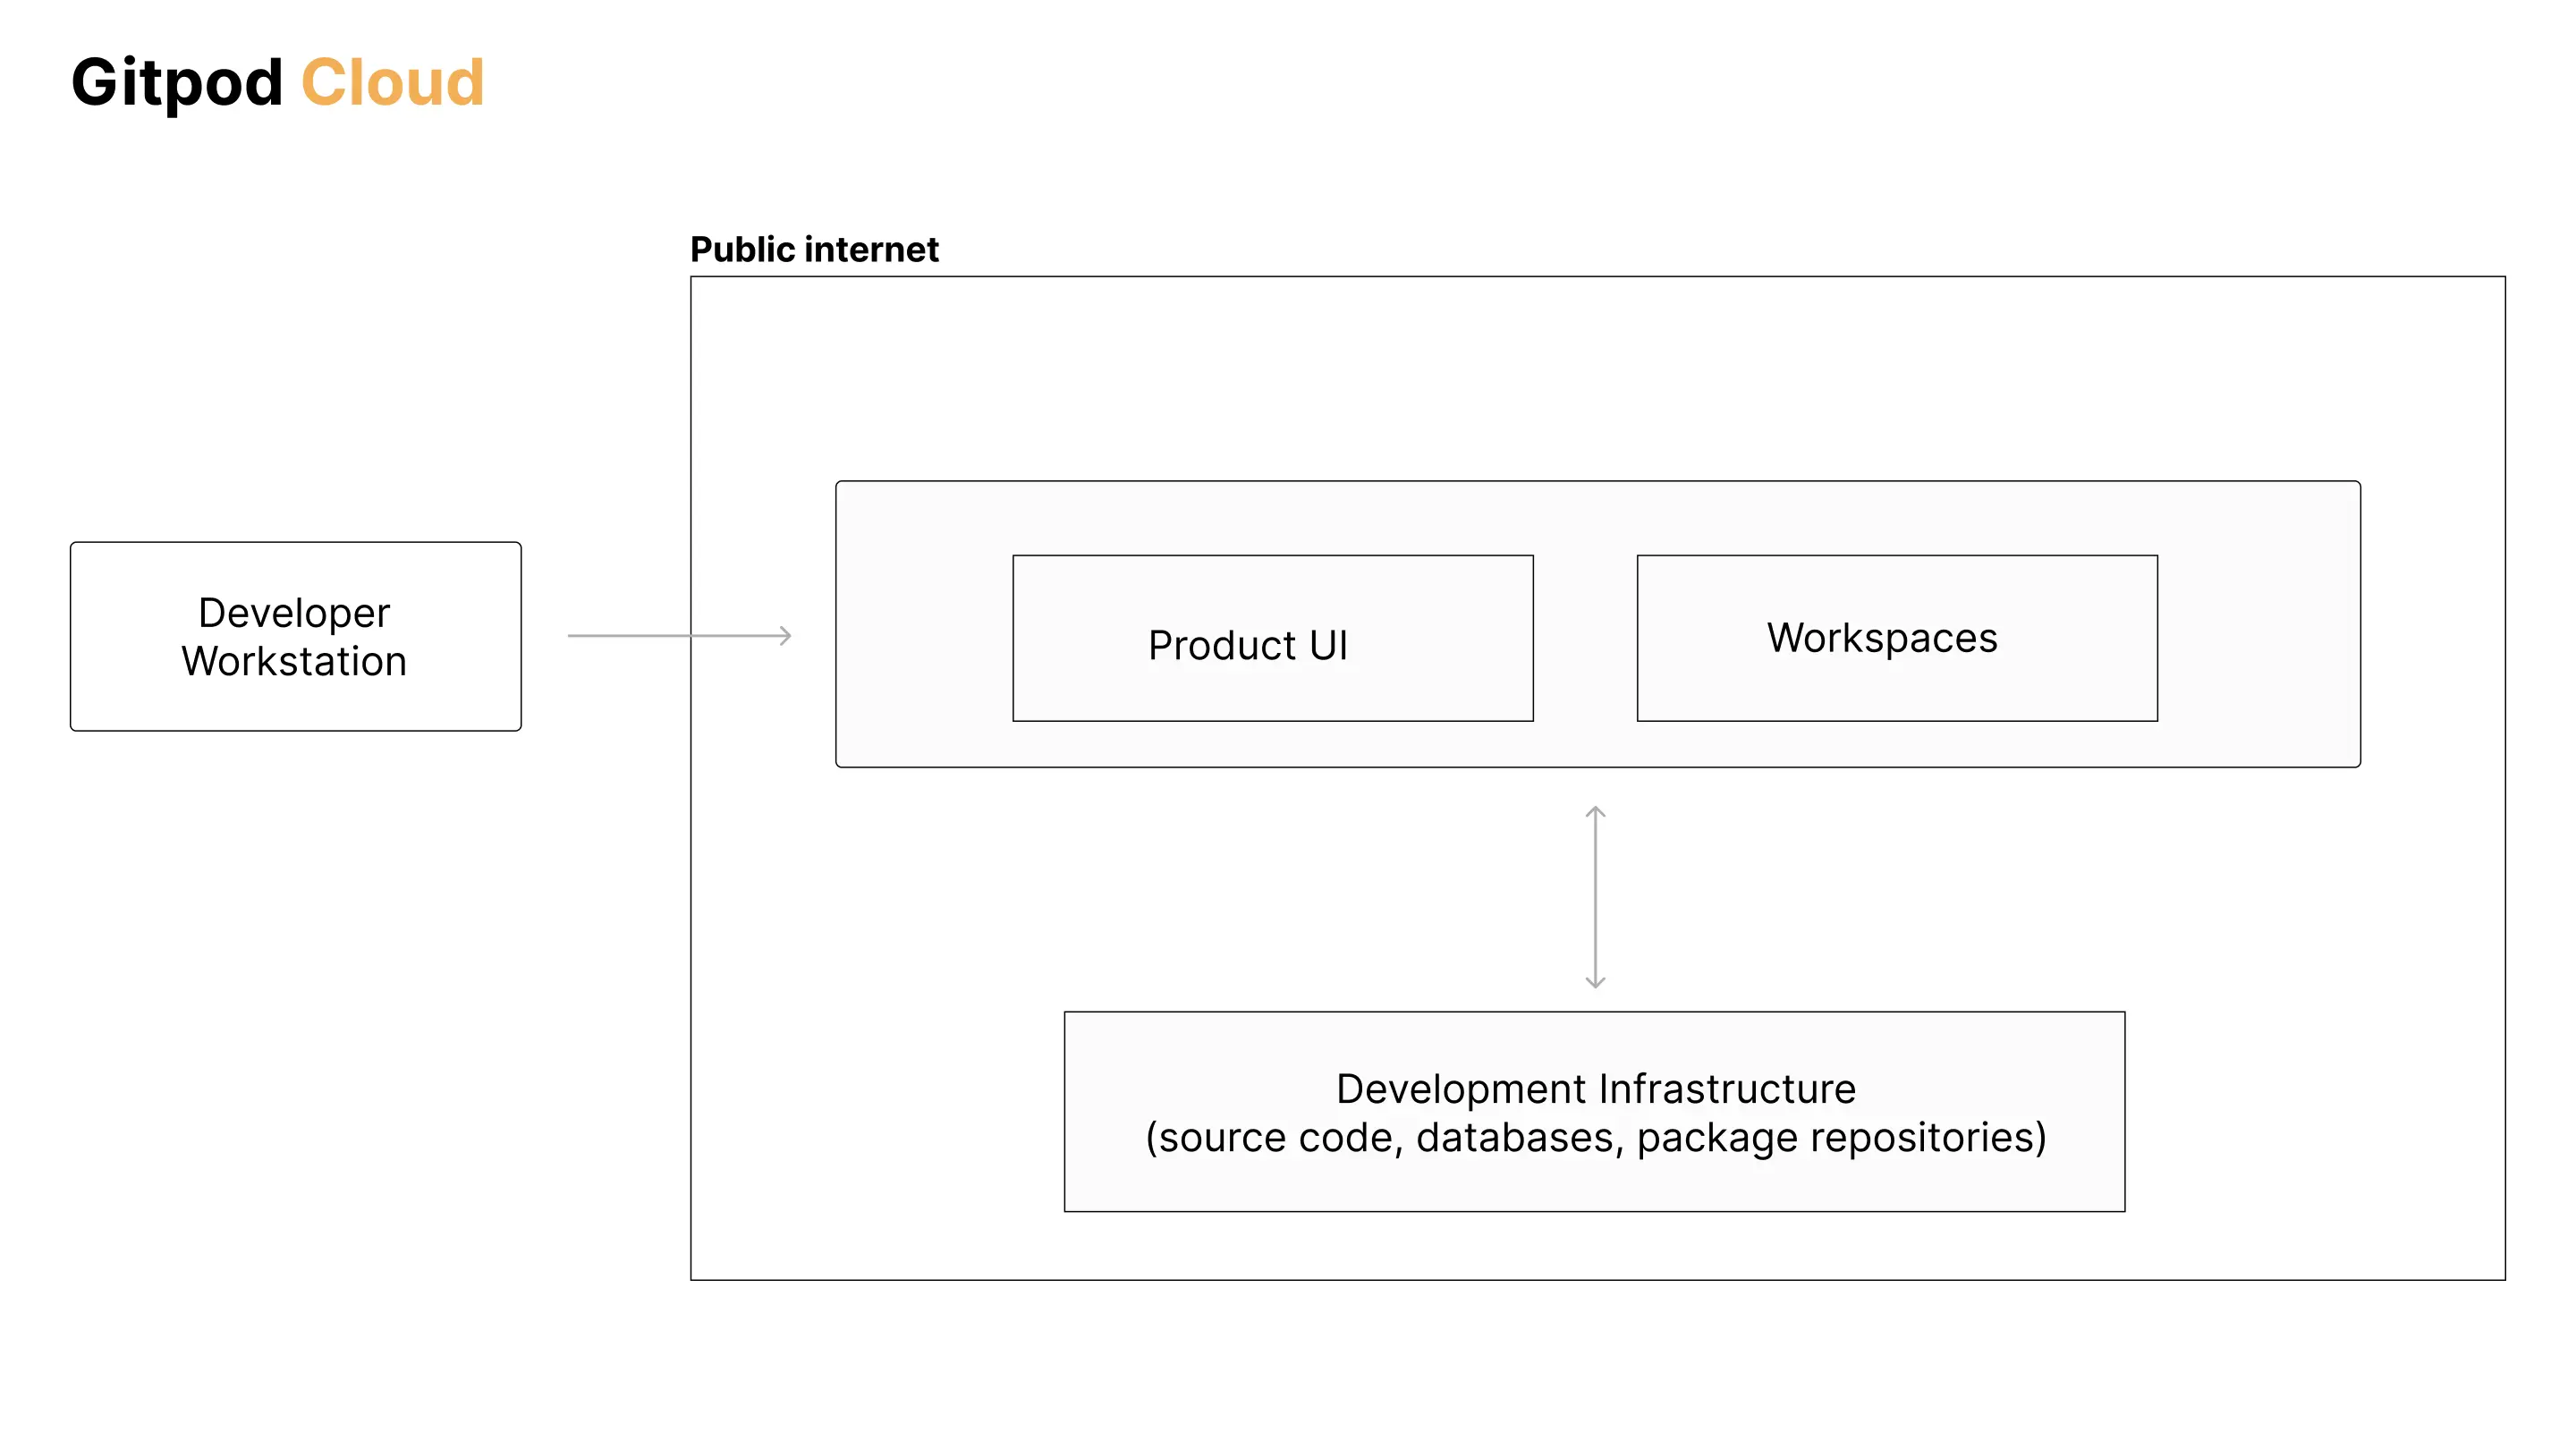 Gitpod Cloud
Public internet
Developer
Workstation
Product UI
Workspaces
Development Infrastructure
(source code, databases, package repositories)